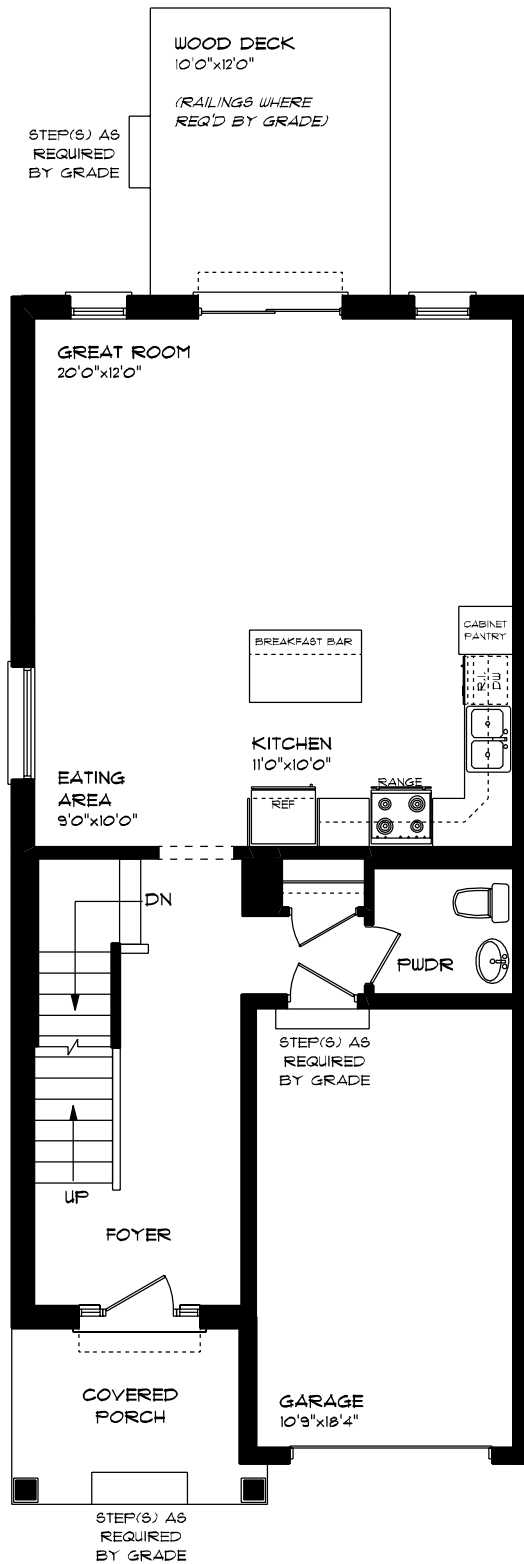 WOOD DECK
10'0"x12'0"
(RAILINGS WHERE
REQ'D BY GRADE)
STEP(S) AS
REQUIRED
BY GRADE
GREAT ROOM
20'0"x12'0"
BREAKFAST BAR
CABINET
PANTRY
R.I.
DW
KITCHEN
11'0"x10'0"
RANGE
REF
EATING
AREA
9'0"x10'0"
DN
PWDR
STEP(S) AS
REQUIRED
BY GRADE
UP
FOYER
COVERED
PORCH
GARAGE
10'9"x18'4"
STEP(S) AS
REQUIRED
BY GRADE